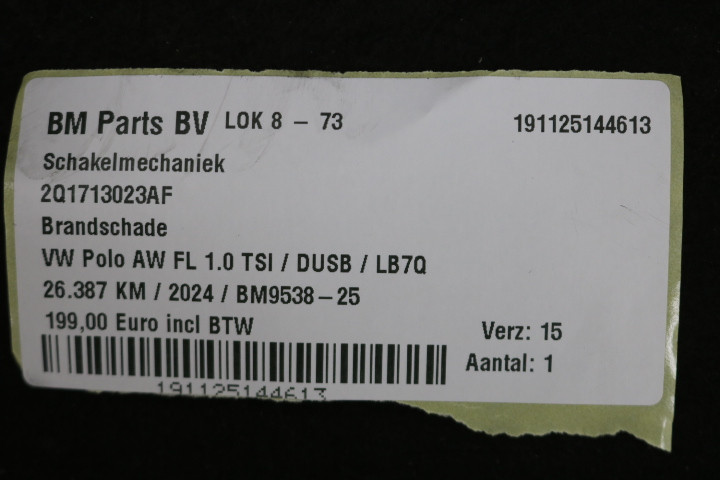 BM Parts BV LOK 8 - 73 191125144613
Schakelmechaniek
2Q1713023AF
Brandschade
VW Polo AW FL 1.0 TSI / DUSB / LB7Q
26.387 KM / 2024 / BM9538-25
199,00 Euro incl BTW Verz: 15
Aantal: 1
191125144613